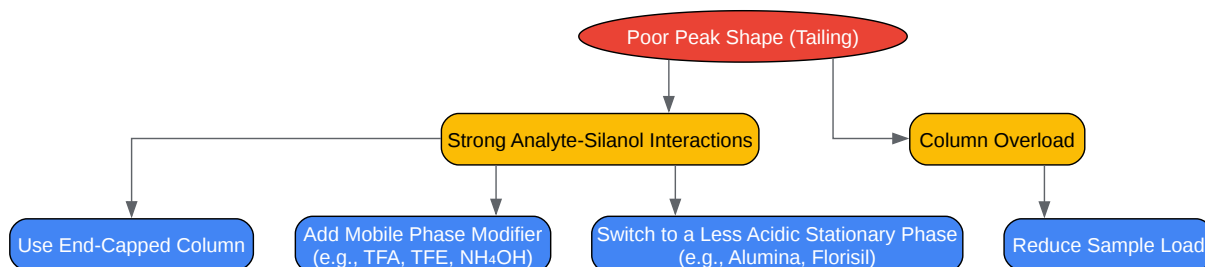 Poor Peak Shape (Tailing)
Strong Analyte-Silanol Interactions
Column Overload
Use End-Capped Column
Add Mobile Phase Modifier
(e.g., TFA, TFE, NH₄OH)
Switch to a Less Acidic Stationary Phase
(e.g., Alumina, Florisil)
Reduce Sample Load